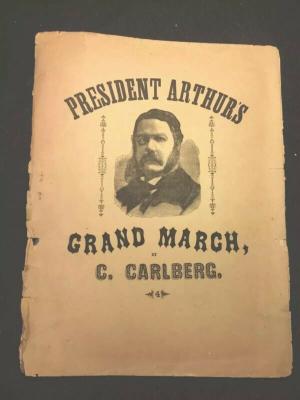 PRESIDENT ARTHUR'S
GRAND MARCH,
BY
C. CARLBERG.
4